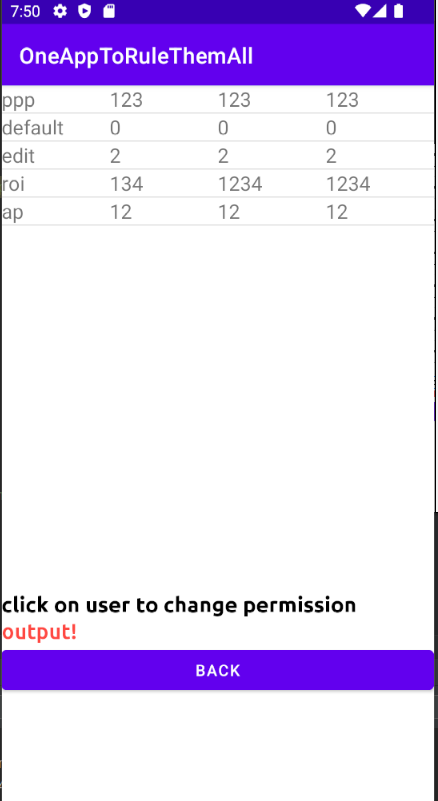 7:50
OneAppToRuleThemAll
ppp 123 123 123
default 0 0 0
edit 2 2 2
roi 134 1234 1234
ap 12 12 12
click on user to change permission
output!
BACK